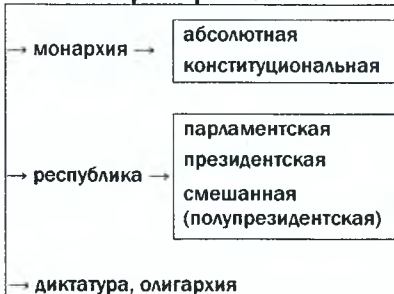 монархия →
абсолютная
конституциональная
республика →
парламентская
президентская
смешанная
(полупрезидентская)
диктатура, олигархия